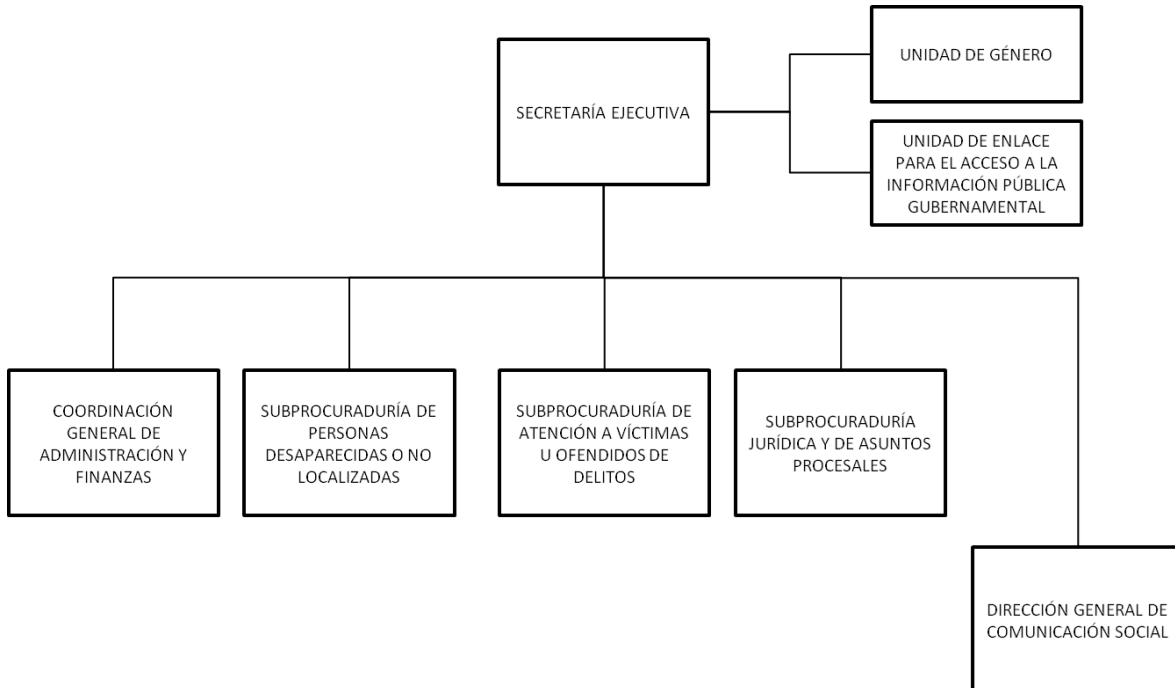 UNIDAD DE GÉNERO
SECRETARÍA EJECUTIVA
UNIDAD DE ENLACE
PARA EL ACCESO A LA
INFORMACIÓN PÚBLICA
GUBERNAMENTAL
COORDINACIÓN
GENERAL DE
ADMINISTRACIÓN Y
FINANZAS
SUBPROCURADURÍA DE
PERSONAS
DESAPARECIDAS O NO
LOCALIZADAS
SUBPROCURADURÍA DE
ATENCIÓN A VÍCTIMAS
U OFENDIDOS DE
DELITOS
SUBPROCURADURÍA
JURÍDICA Y DE ASUNTOS
PROCESALES
DIRECCIÓN GENERAL DE
COMUNICACIÓN SOCIAL